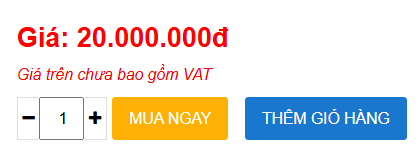 Giá: 20.000.000đ
Giá trên chưa bao gồm VAT
− 1 + MUA NGAY THÊM GIỎ HÀNG